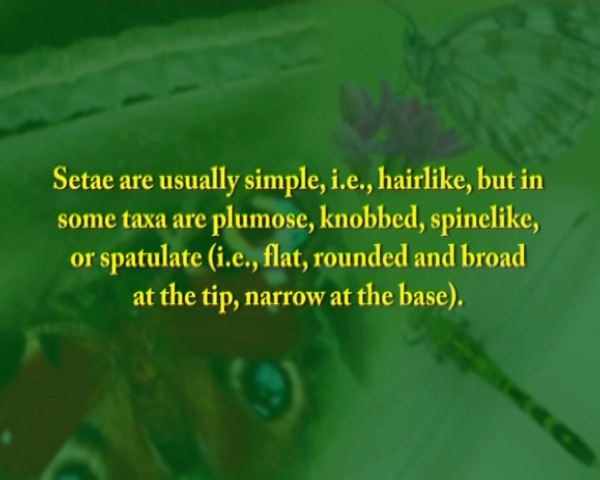 Setae are usually simple, i.e., hairlike, but in
some taxa are plumose, knobbed, spinelike,
or spatulate (i.e., flat, rounded and broad
at the tip, narrow at the base).